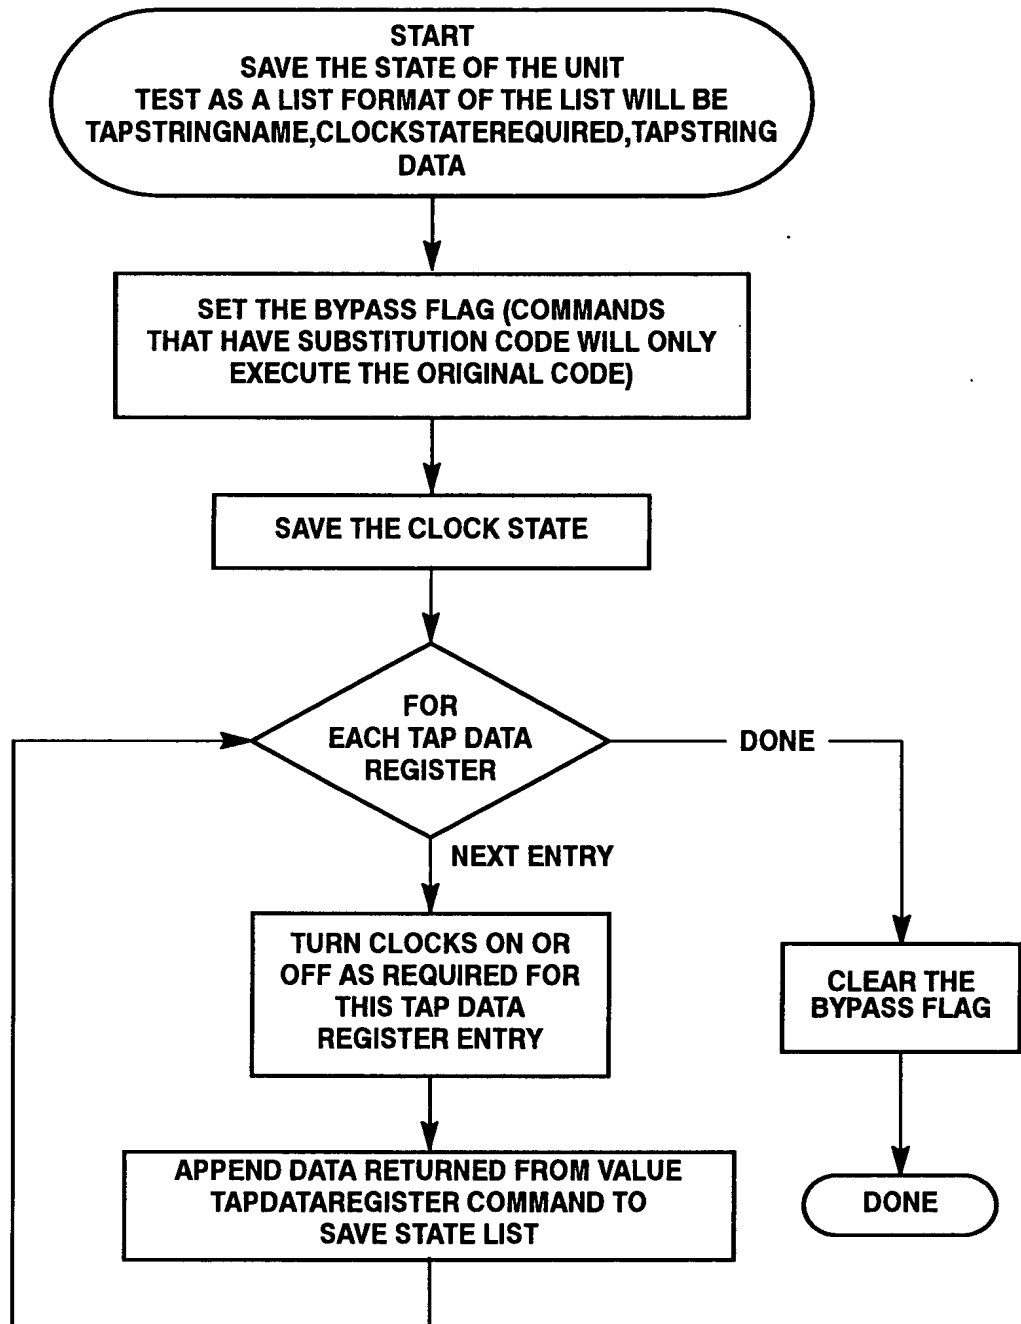 START
SAVE THE STATE OF THE UNIT
TEST AS A LIST FORMAT OF THE LIST WILL BE
TAPSTRINGNAME,CLOCKSTATEREQUIRED,TAPSTRING
DATA
SET THE BYPASS FLAG (COMMANDS
THAT HAVE SUBSTITUTION CODE WILL ONLY
EXECUTE THE ORIGINAL CODE)
SAVE THE CLOCK STATE
FOR
EACH TAP DATA
REGISTER
DONE
NEXT ENTRY
TURN CLOCKS ON OR
OFF AS REQUIRED FOR
THIS TAP DATA
REGISTER ENTRY
CLEAR THE
BYPASS FLAG
APPEND DATA RETURNED FROM VALUE
TAPDATAREGISTER COMMAND TO
SAVE STATE LIST
DONE